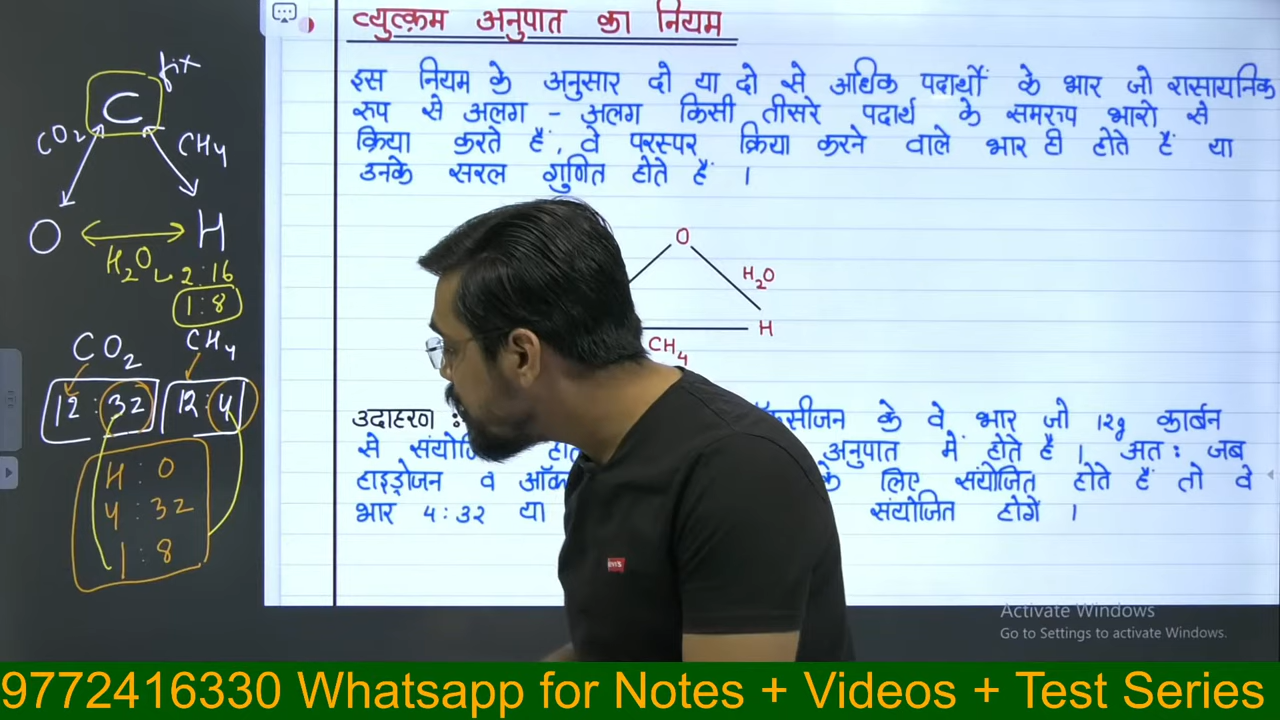 व्युत्क्रम अनुपात का नियम
इस नियम के अनुसार दो या दो से अधिक पदार्थों के भार जो रासायनिक
रूप से अलग - अलग किसी तीसरे पदार्थ के समरूप भारो से
क्रिया करते हैं, वे परस्पर क्रिया करने वाले भार ही होते हैं या
उनके सरल गुणित होते हैं ।
O
H₂O
H
CH₄
उदाहरण : के वे भार जो 12g कार्बन
से अनुपात में होते है । अत : जब
हाइड्रोजन व के लिए संयोजित होते हैं तो वे
भार 4:32 या संयोजित होगें ।
fix
C
CO₂ CH₄
O H
H₂O 2:16
1:8
CO₂ CH₄
12 : 32 12 : 4
H : O
4 : 32
1 : 8
LEVI'S
Activate Windows
Go to Settings to activate Windows.
9772416330 Whatsapp for Notes + Videos + Test Series